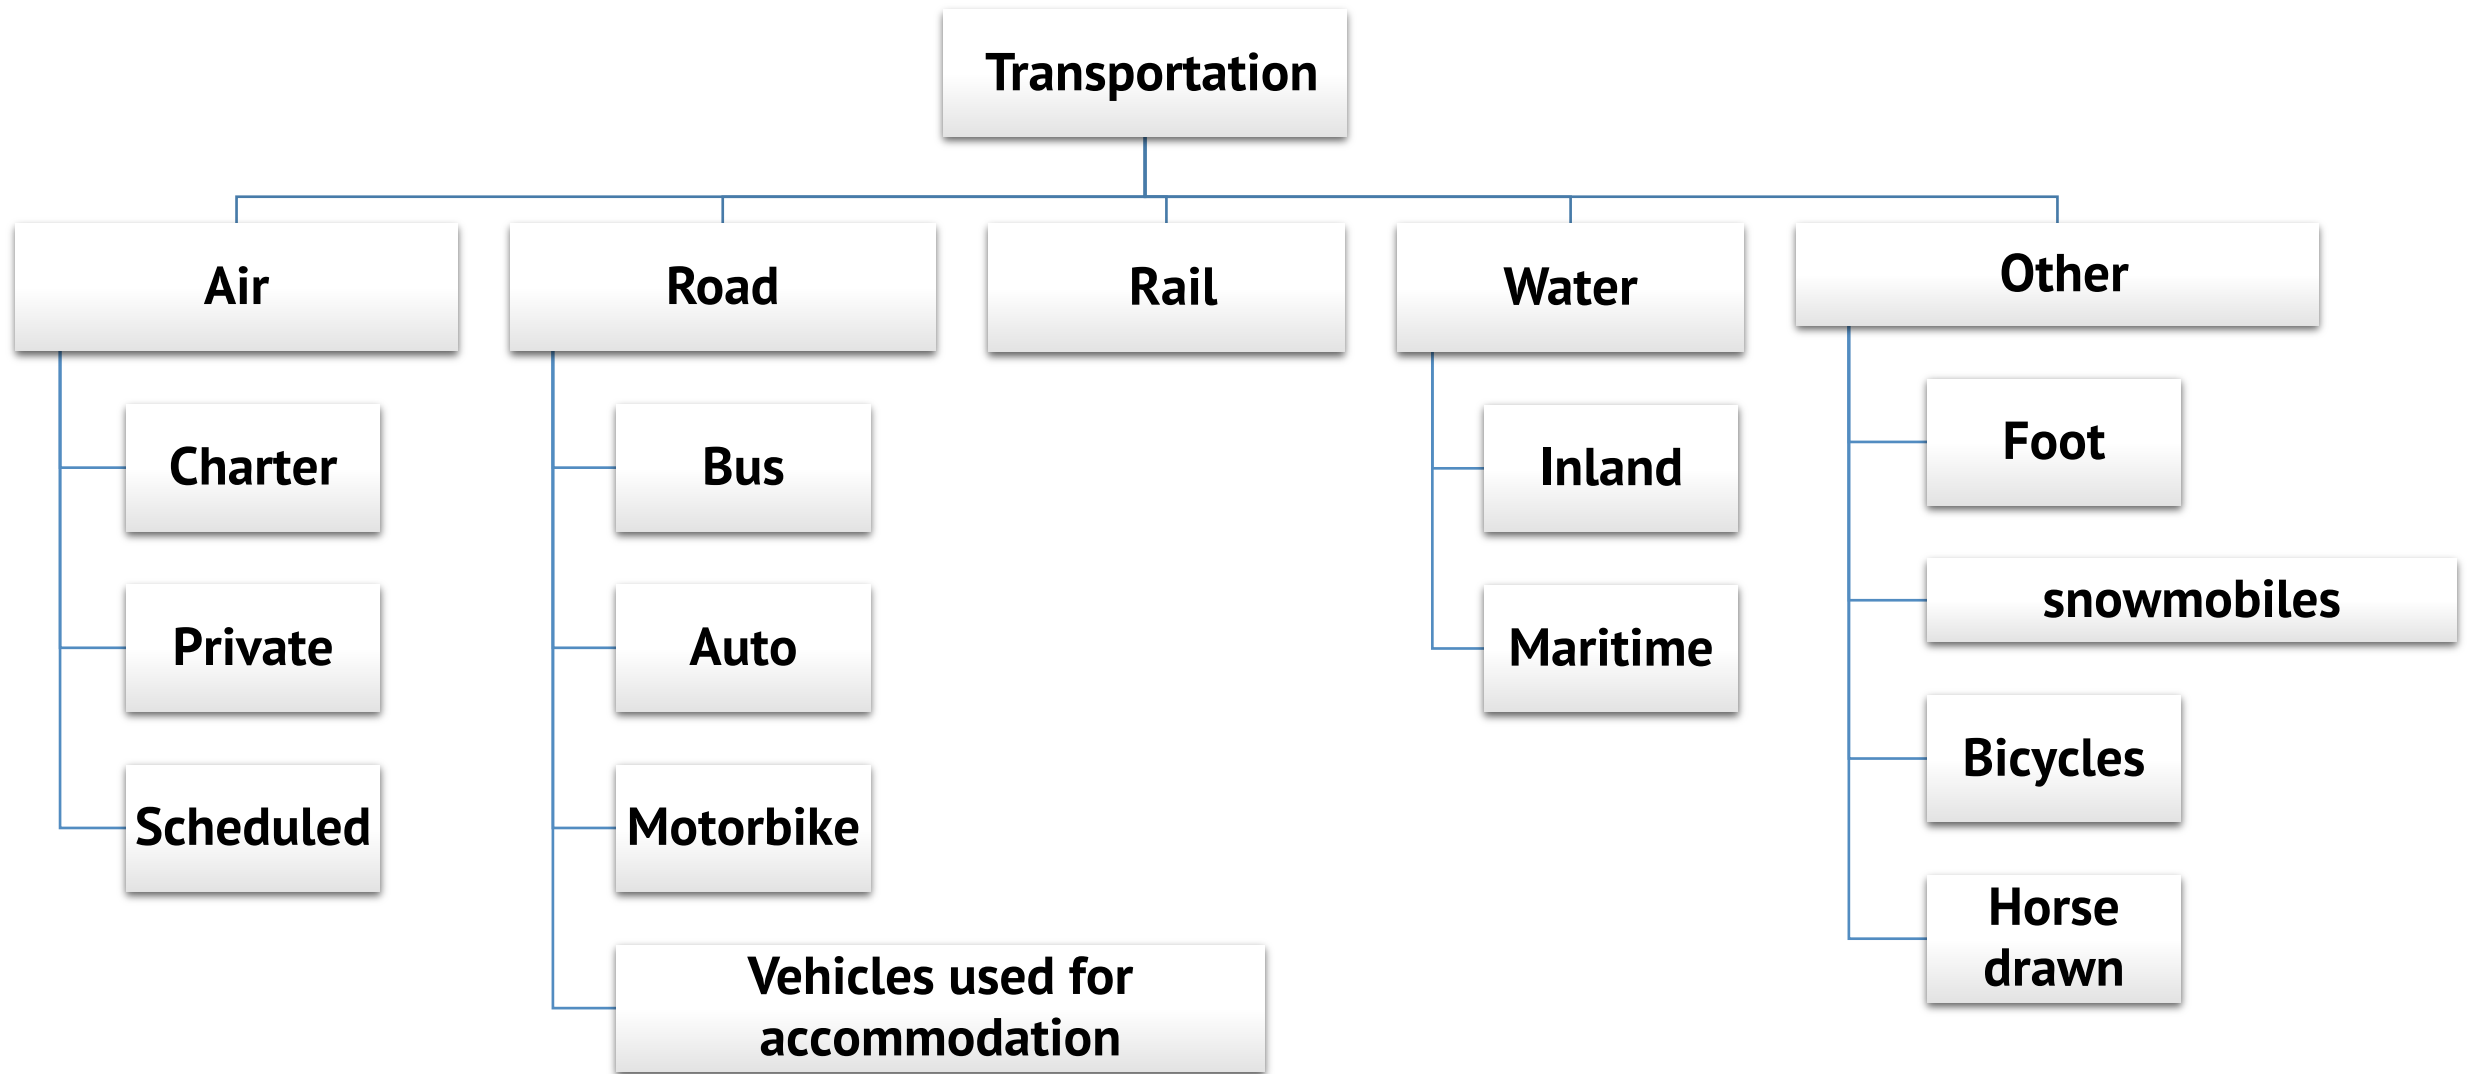 Transportation
Air
Road
Rail
Water
Other
Charter
Private
Scheduled
Bus
Auto
Motorbike
Vehicles used for
accommodation
Inland
Maritime
Foot
snowmobiles
Bicycles
Horse
drawn